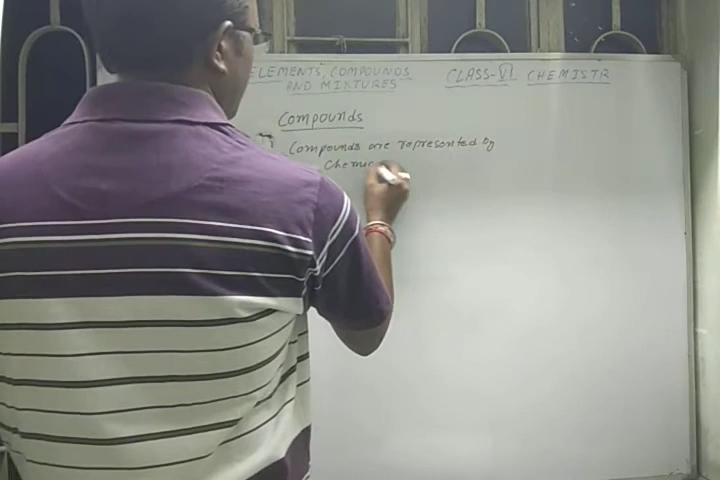 ELEMENTS, COMPOUNDS
AND MIXTURES
CLASS-VI CHEMISTR
Compounds
Compounds are represented by
Chemic